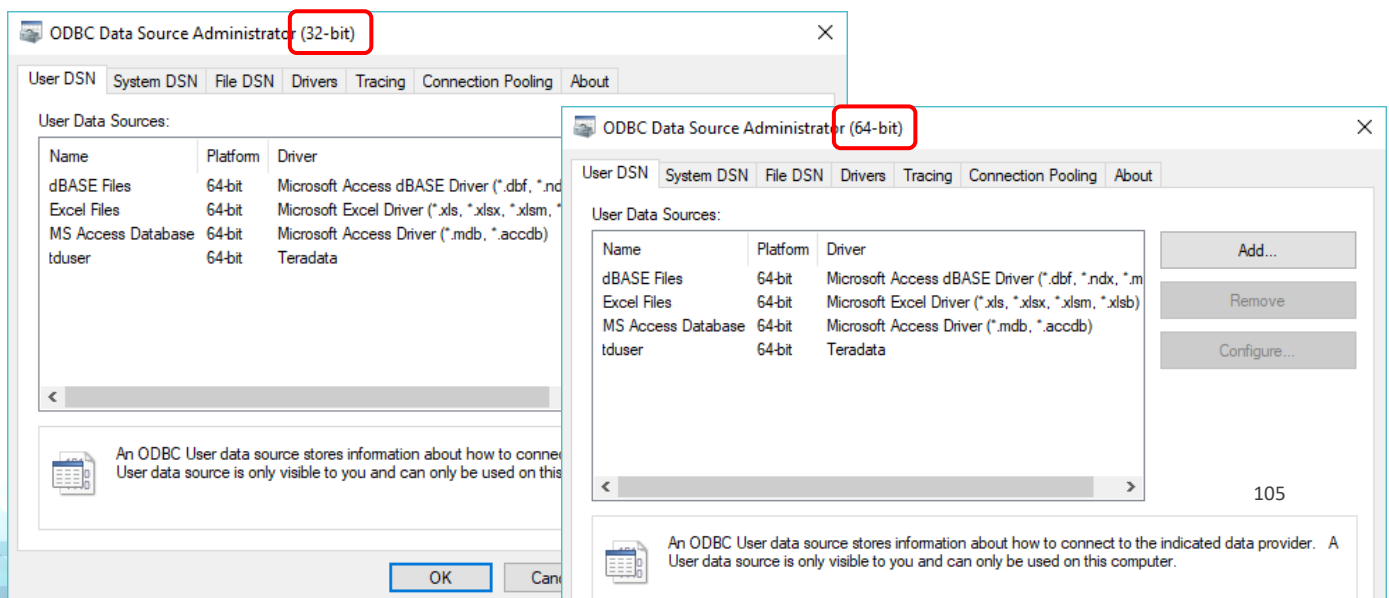 ODBC Data Source Administrator (32-bit)
User DSN System DSN File DSN Drivers Tracing Connection Pooling About
User Data Sources:
Name Platform Driver
dBASE Files 64-bit Microsoft Access dBASE Driver (*.dbf, *.nd
Excel Files 64-bit Microsoft Excel Driver (*.xls, *.xlsx, *.xlsm, *
MS Access Database 64-bit Microsoft Access Driver (*.mdb, *.accdb)
tduser 64-bit Teradata
An ODBC User data source stores information about how to connec
User data source is only visible to you and can only be used on this
OK Can
ODBC Data Source Administrator (64-bit)
User DSN System DSN File DSN Drivers Tracing Connection Pooling About
User Data Sources:
Name Platform Driver
dBASE Files 64-bit Microsoft Access dBASE Driver (*.dbf, *.ndx, *.m
Excel Files 64-bit Microsoft Excel Driver (*.xls, *.xlsx, *.xlsm, *.xlsb)
MS Access Database 64-bit Microsoft Access Driver (*.mdb, *.accdb)
tduser 64-bit Teradata
Add...
Remove
Configure...
105
An ODBC User data source stores information about how to connect to the indicated data provider. A
User data source is only visible to you and can only be used on this computer.